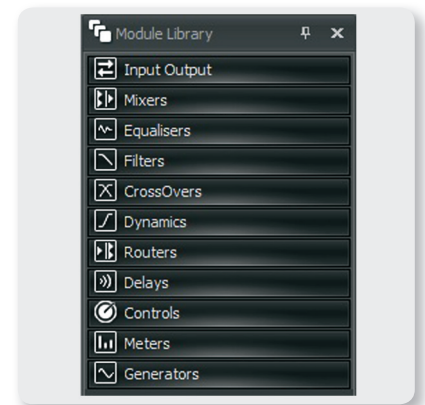 Module Library
Input Output
Mixers
Equalisers
Filters
CrossOvers
Dynamics
Routers
Delays
Controls
Meters
Generators